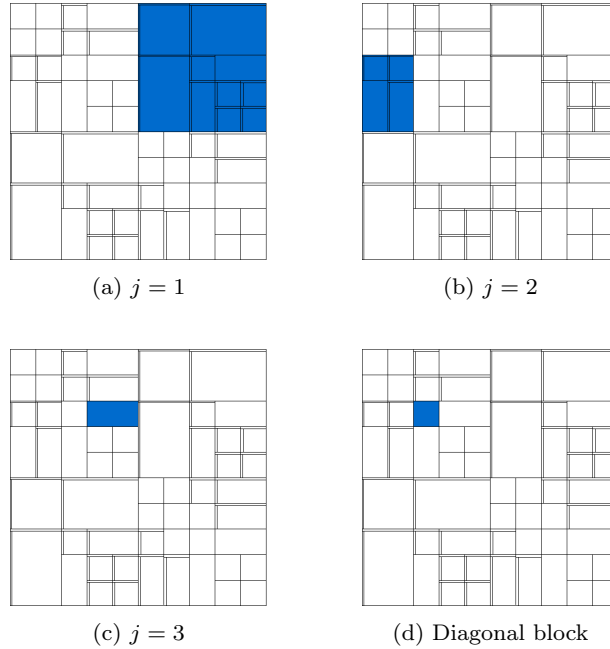 (a) j = 1
(b) j = 2
(c) j = 3
(d) Diagonal block